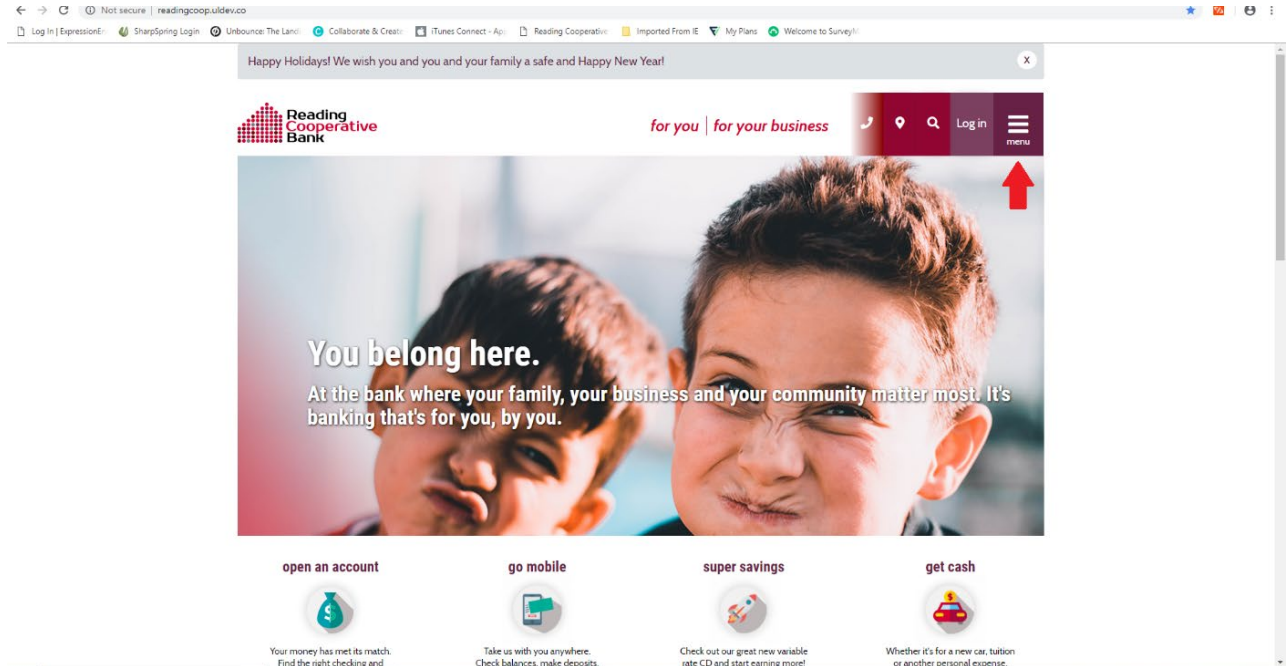 Not secure | readingcoop.uldev.co
Log In | ExpressionEn SharpSpring Login Unbounce: The Landi Collaborate & Create iTunes Connect - App Reading Cooperative Imported From IE My Plans Welcome to SurveyM
Happy Holidays! We wish you and you and your family a safe and Happy New Year! X
Reading
Cooperative
Bank
for you | for your business
Log in
menu
You belong here.
At the bank where your family, your business and your community matter most. It's
banking that's for you, by you.
open an account
Your money has met its match.
Find the right checking and
go mobile
Take us with you anywhere.
Check balances, make deposits,
super savings
Check out our great new variable
rate CD and start earning more!
get cash
Whether it's for a new car, tuition
or another personal expense,